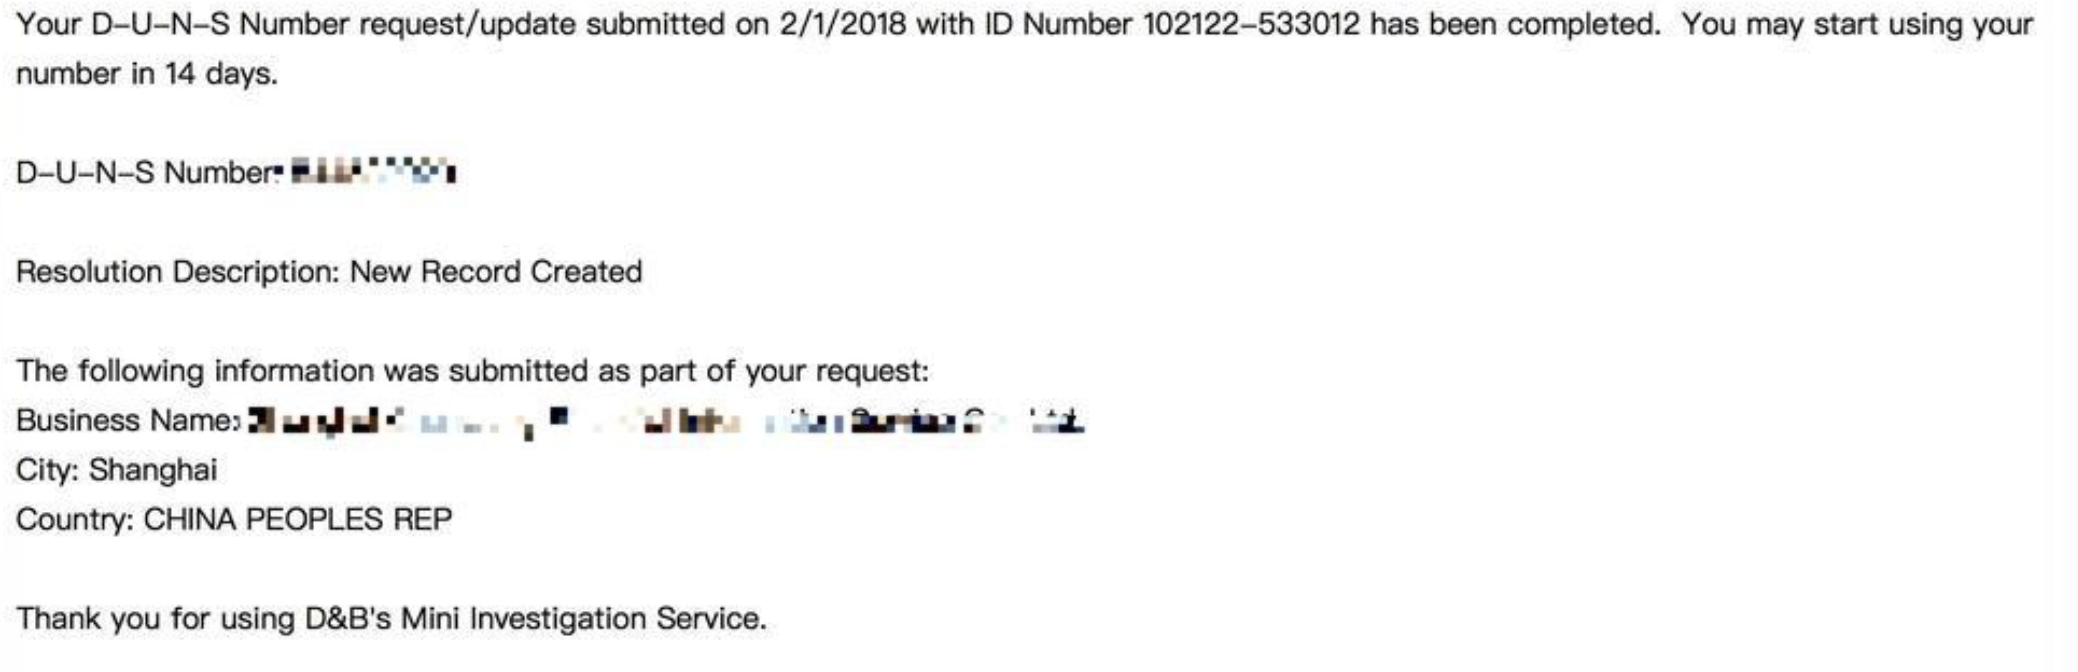 Your D–U–N–S Number request/update submitted on 2/1/2018 with ID Number 102122–533012 has been completed.  You may start using your
number in 14 days.
D–U–N–S Number:
Resolution Description: New Record Created
The following information was submitted as part of your request:
Business Name:
City: Shanghai
Country: CHINA PEOPLES REP
Thank you for using D&B's Mini Investigation Service.